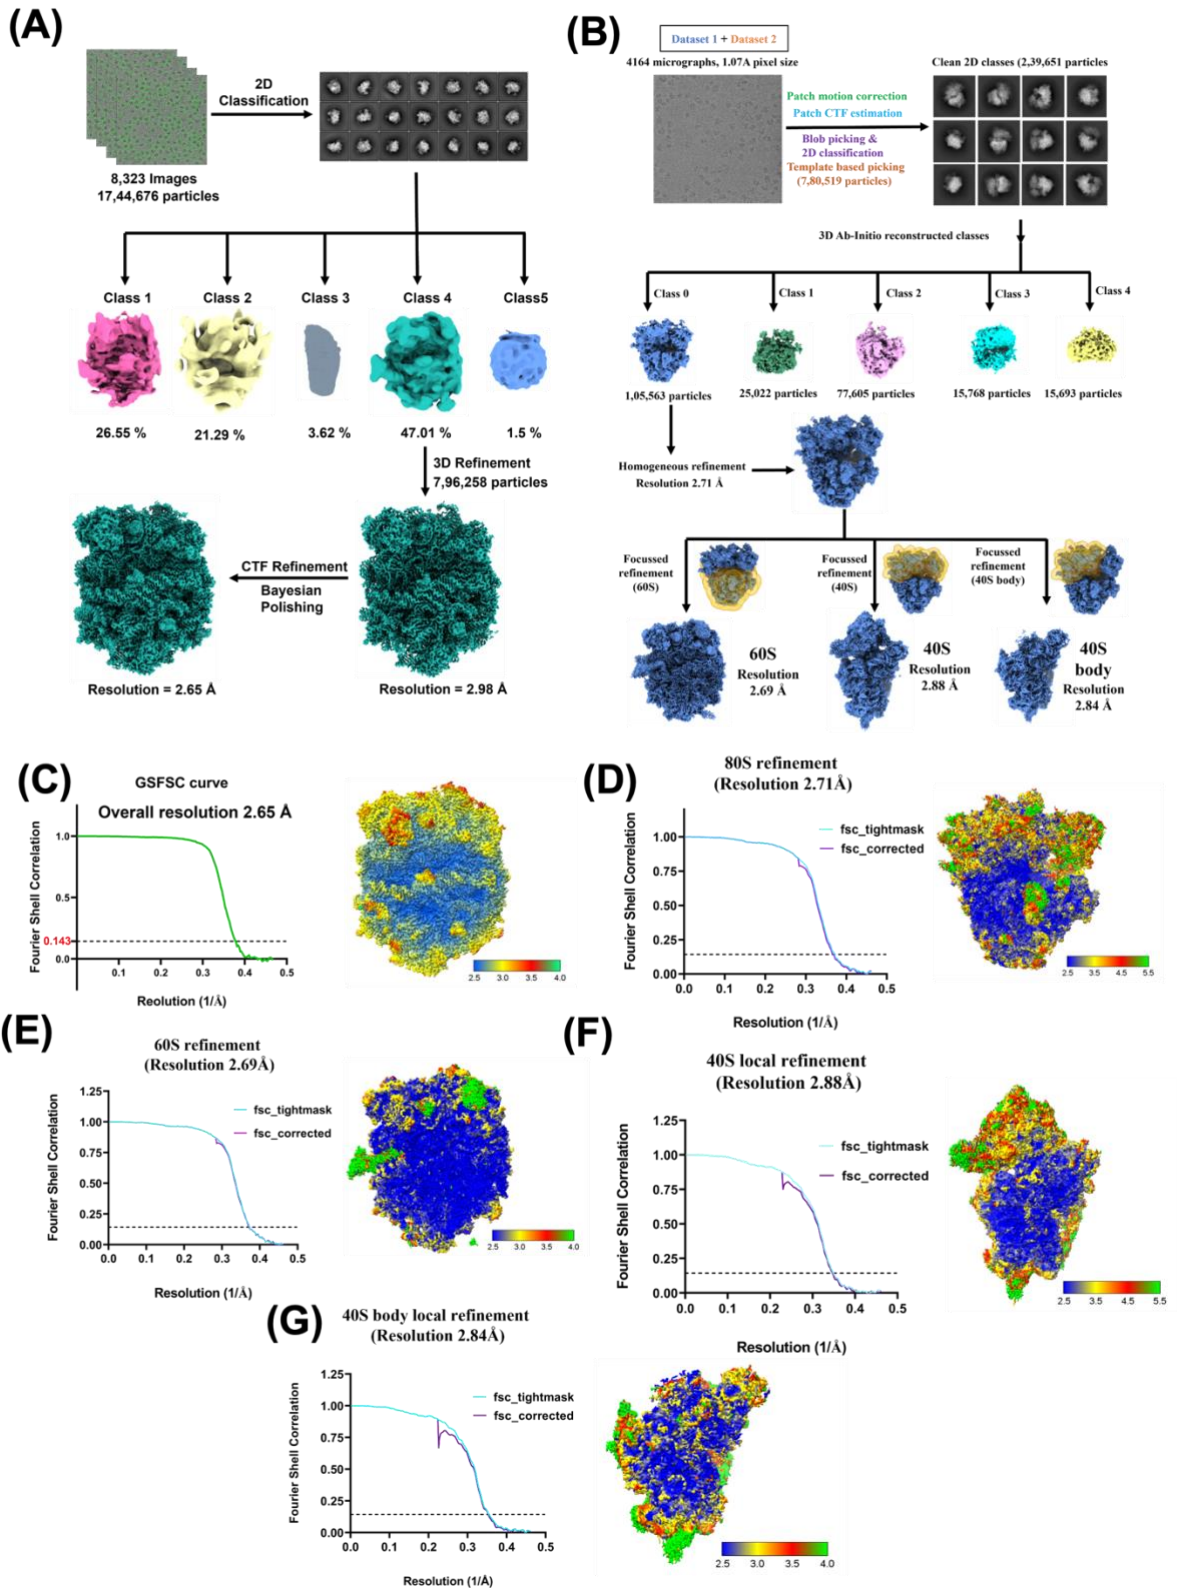 (A)
2D
Classification
8,323 Images
17,44,676 particles
Class 1
Class 2
Class 3
Class 4
Class5
26.55 %
21.29 %
3.62 %
47.01 %
1.5 %
3D Refinement
7,96,258 particles
CTF Refinement
Bayesian
Polishing
Resolution = 2.65 Å
Resolution = 2.98 Å
(B)
Dataset 1 + Dataset 2
4164 micrographs, 1.07A pixel size
Clean 2D classes (2,39,651 particles
Patch motion correction
Patch CTF estimation
Blob picking &
2D classification
Template based picking
(7,80,519 particles)
3D Ab-Initio reconstructed classes
Class 0
Class 1
Class 2
Class 3
Class 4
1,05,563 particles
25,022 particles
77,605 particles
15,768 particles
15,693 particles
Homogeneous refinement
Resolution 2.71 Å
Focussed
refinement
(60S)
Focussed
refinement
(40S)
Focussed
refinement
(40S body)
60S
Resolution
2.69 Å
40S
Resolution
2.88 Å
40S
body
Resolution
2.84 Å
(C)
GSFSC curve
Overall resolution 2.65 Å
Fourier Shell Correlation
1.0
0.5
0.143
0.0
0.1 0.2 0.3 0.4 0.5
Reolution (1/Å)
2.5 3.0 3.5 4.0
(D)
80S refinement
(Resolution 2.71Å)
fsc_tightmask
fsc_corrected
Fourier Shell Correlation
1.00
0.75
0.50
0.25
0.00
0.0 0.1 0.2 0.3 0.4 0.5
Resolution (1/Å)
2.5 3.5 4.5 5.5
(E)
60S refinement
(Resolution 2.69Å)
fsc_tightmask
fsc_corrected
Fourier Shell Correlation
1.25
1.00
0.75
0.50
0.25
0.00
0.0 0.1 0.2 0.3 0.4 0.5
Resolution (1/Å)
2.5 3.0 3.5 4.0
(F)
40S local refinement
(Resolution 2.88Å)
fsc_tightmask
fsc_corrected
Fourier Shell Correlation
1.25
1.00
0.75
0.50
0.25
0.00
0.0 0.1 0.2 0.3 0.4 0.5
Resolution (1/Å)
2.5 3.5 4.5 5.5
(G)
40S body local refinement
(Resolution 2.84Å)
fsc_tightmask
fsc_corrected
Fourier Shell Correlation
1.25
1.00
0.75
0.50
0.25
0.00
0.0 0.1 0.2 0.3 0.4 0.5
Resolution (1/Å)
2.5 3.0 3.5 4.0